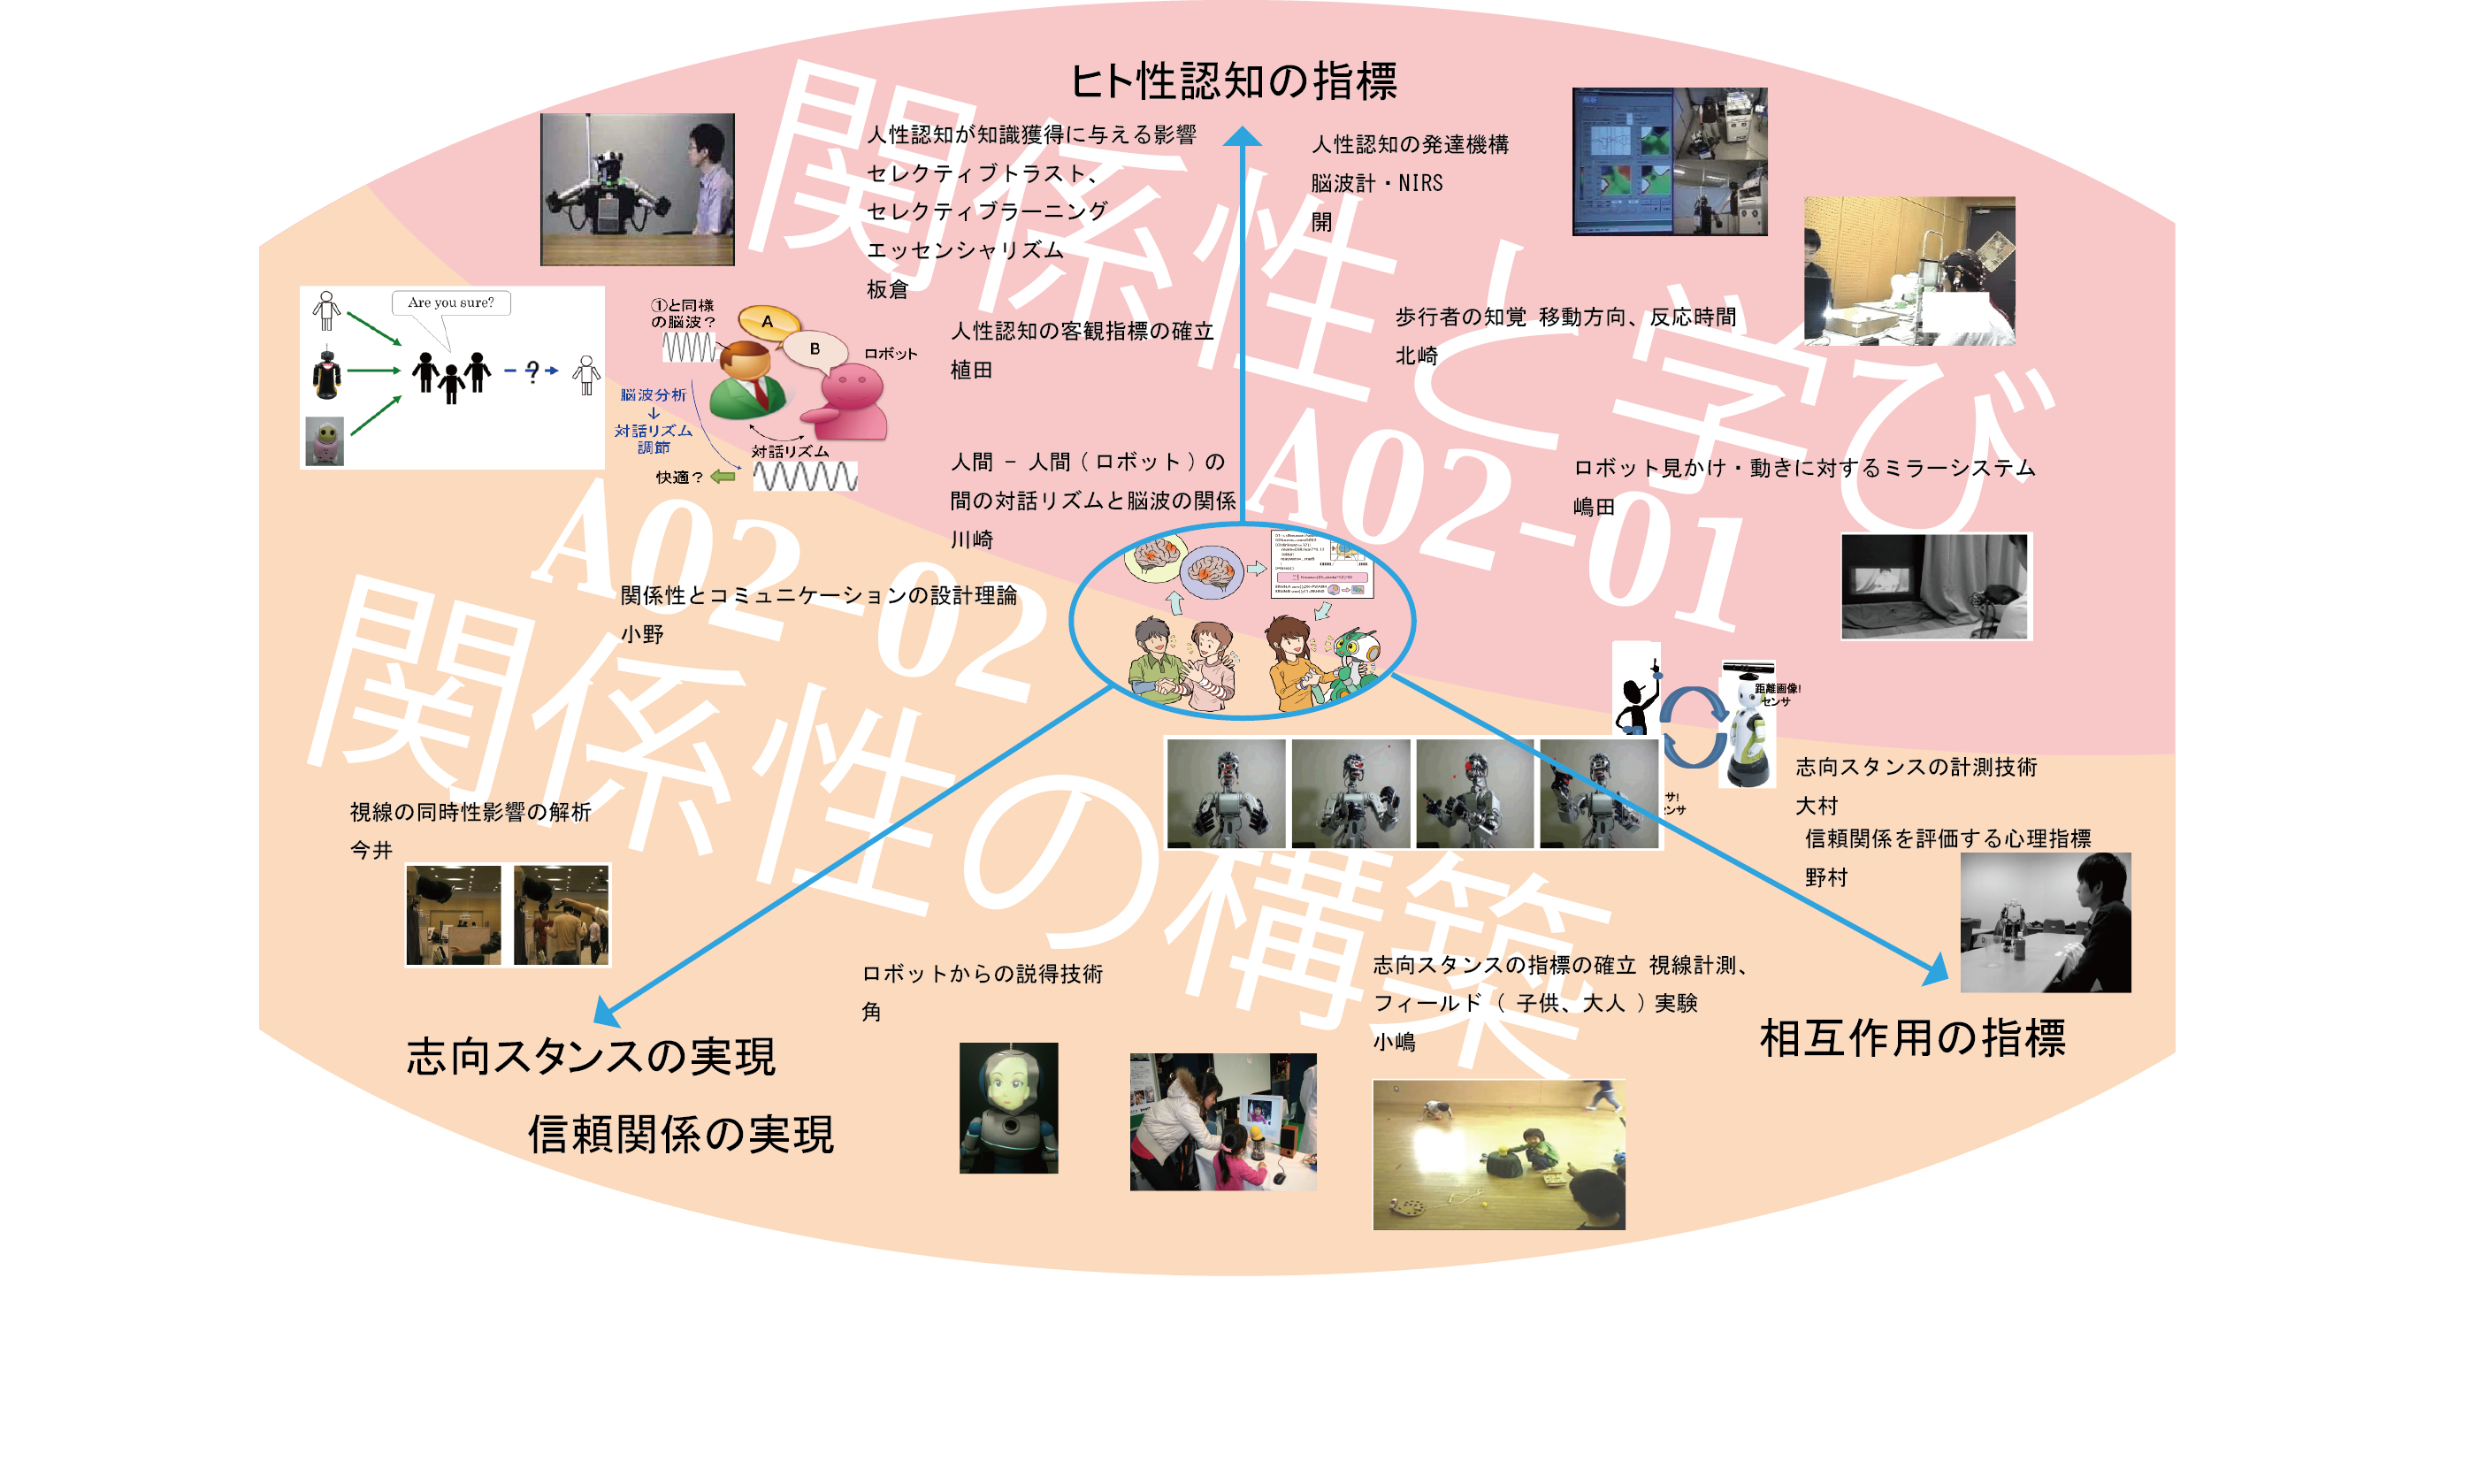 ヒト性認知の指標
関係性と学び
A02-01
人性認知が知識獲得に与える影響
セレクティブトラスト、
セレクティブラーニング
エッセンシャリズム
板倉
人性認知の発達機構
脳波計・NIRS
開
人性認知の客観指標の確立
植田
歩行者の知覚 移動方向、反応時間
北崎
Are you sure?
?
①と同様
の脳波？
A
B
ロボット
脳波分析
↓
対話リズム
調節
対話リズム
快適？
人間 － 人間（ロボット）の
間の対話リズムと脳波の関係
川崎
ロボット見かけ・動きに対するミラーシステム
嶋田
A02-02
関係性の構築
関係性とコミュニケーションの設計理論
小野
距離画像!
センサ
サ!
センサ
志向スタンスの計測技術
大村
信頼関係を評価する心理指標
野村
視線の同時性影響の解析
今井
ロボットからの説得技術
角
志向スタンスの指標の確立 視線計測、
フィールド（ 子供、大人 ）実験
小嶋
相互作用の指標
志向スタンスの実現
信頼関係の実現